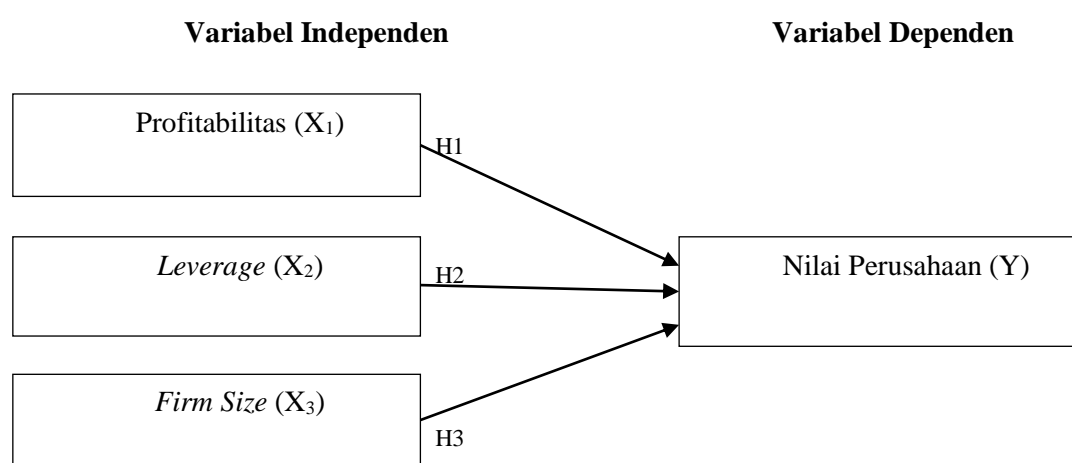 Variabel Independen Variabel Dependen
Profitabilitas (X₁)
H1
Leverage (X₂)
H2
Nilai Perusahaan (Y)
Firm Size (X₃)
H3